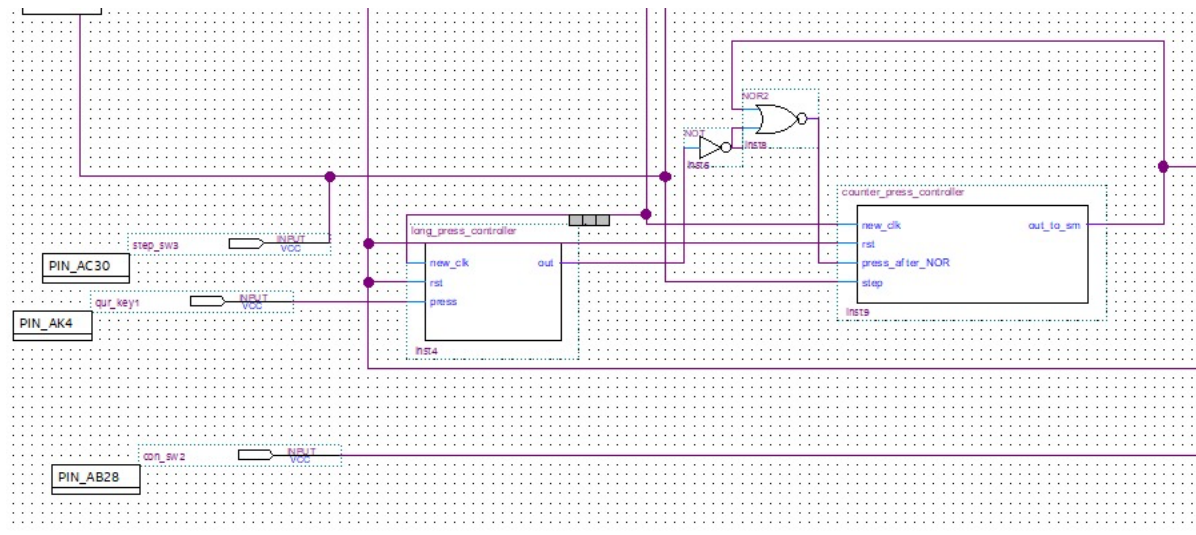 NOR2
NOT
inst8
inst6
counter_press_controller
new_clk
out_to_sm
rst
press_after_NOR
step
inst9
long_press_controller
new_clk
out
rst
press
inst4
step_sw3
INPUT
VCC
PIN_AC30
qur_key1
INPUT
VCC
PIN_AK4
con_sw2
INPUT
VCC
PIN_AB28